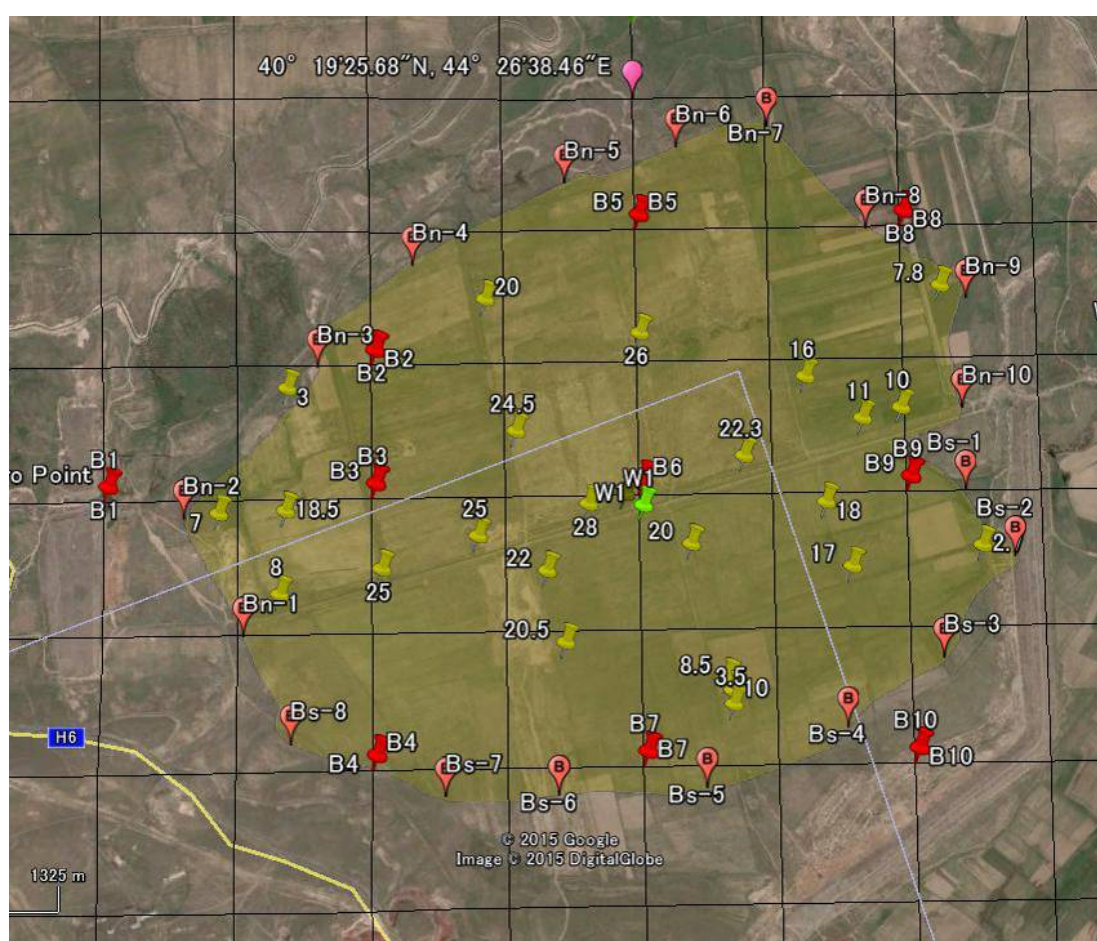 40° 19'25.68"N, 44° 26'38.46"E
Bn-6
Bn-7
Bn-5
B5 B5
Bn-8
B8
B8
Bn-4
7.8
Bn-9
20
Bn-3
B2
B2
26
16
3
Bn-10
11
10
24.5
22.3
B1
o Point
B1
B3
B3
B6
W1
W1
B9
B9
Bs-1
Bn-2
7
18.5
28
20
18
Bs-2
2.
25
22
17
8
25
Bn-1
20.5
Bs-3
8.5
3.5
10
Bs-8
H6
B4
B4
B7
B7
Bs-4
B10
B10
Bs-7
Bs-6
Bs-5
© 2015 Google
Image © 2015 DigitalGlobe
1325 m